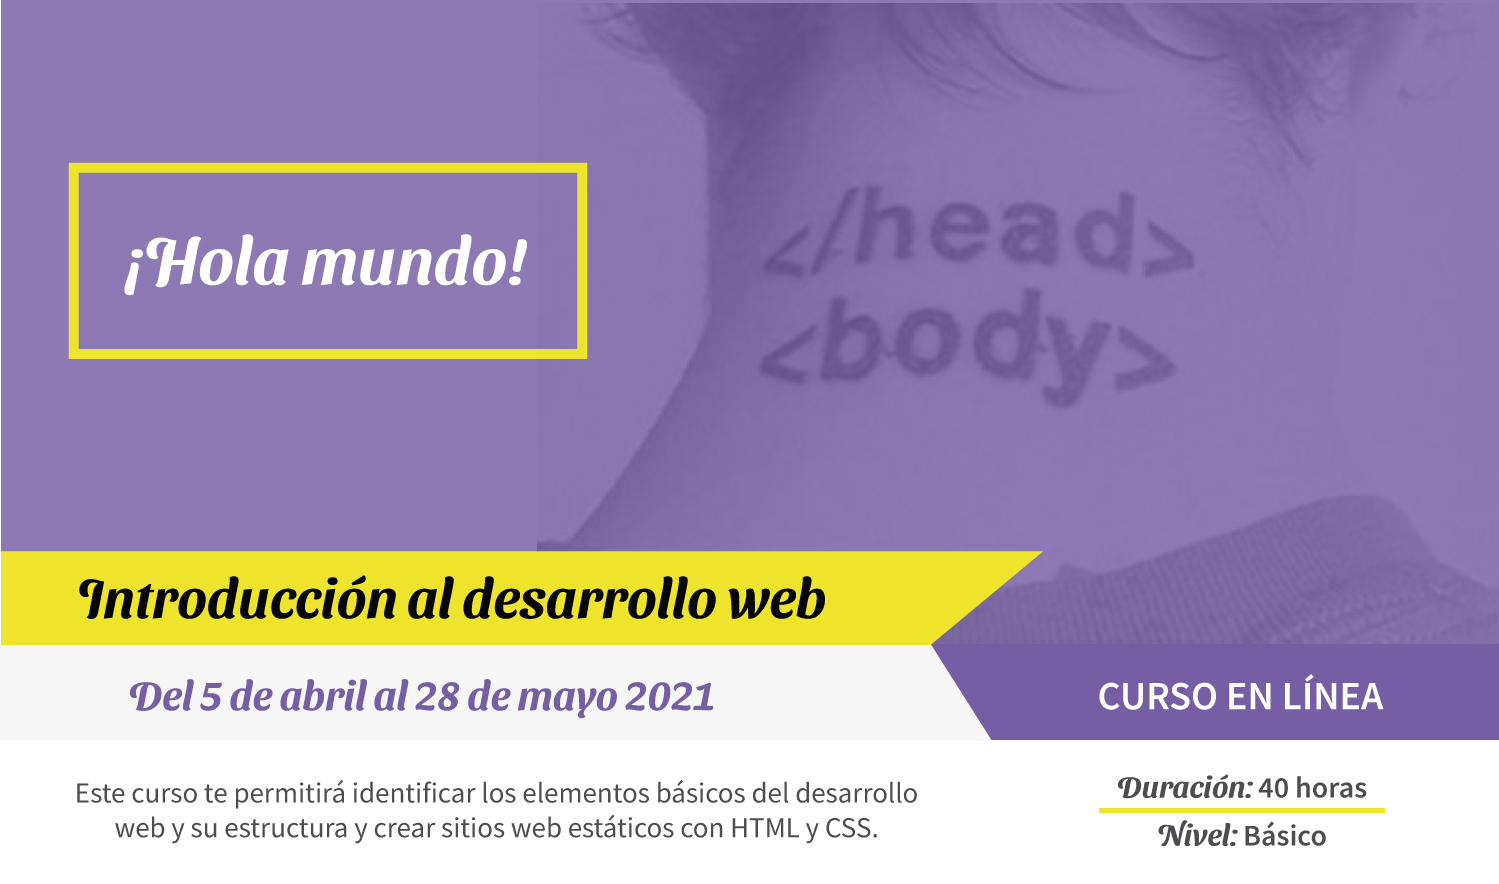 ¡Hola mundo!
</head>
<body>
Introducción al desarrollo web
Del 5 de abril al 28 de mayo 2021
CURSO EN LÍNEA
Este curso te permitirá identificar los elementos básicos del desarrollo
web y su estructura y crear sitios web estáticos con HTML y CSS.
Duración: 40 horas
Nivel: Básico